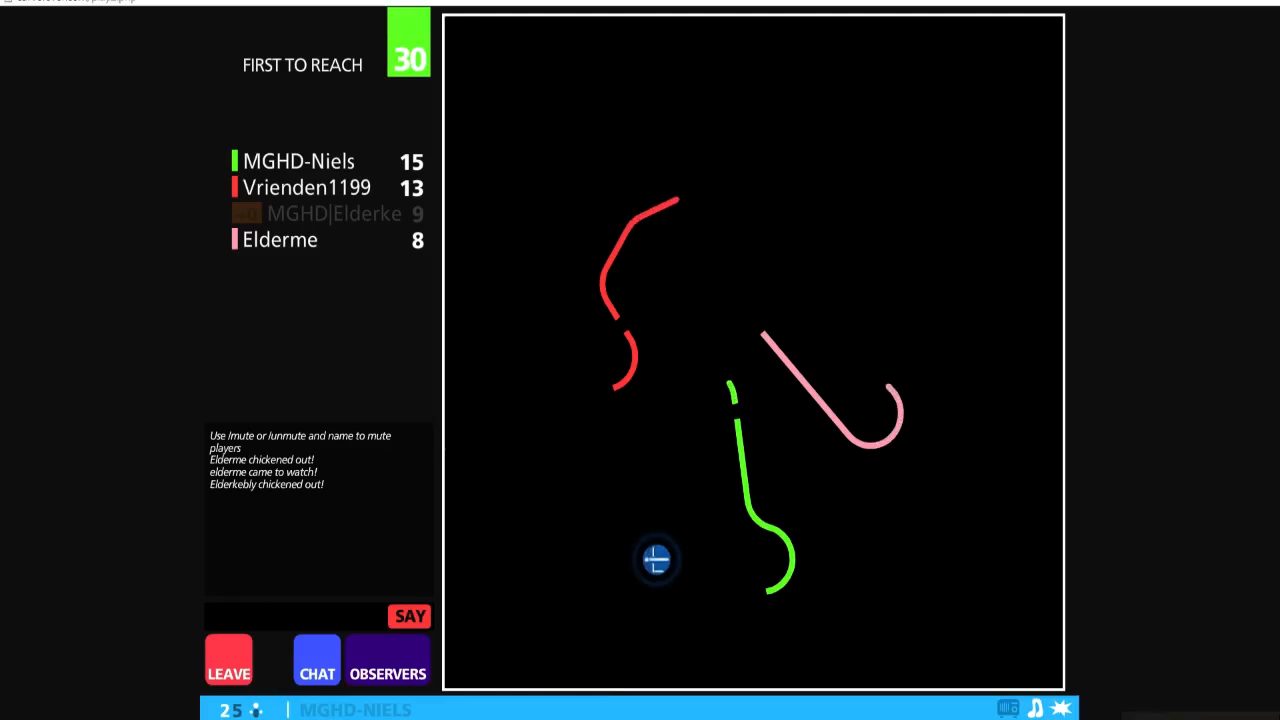 30
FIRST TO REACH
MGHD-Niels 15
Vrienden1199 13
MGHD|Elderke 9
Elderme 8
Use /mute or /unmute and name to mute
players
Elderme chickened out!
elderme came to watch!
Elderkebly chickened out!
SAY
LEAVE
CHAT
OBSERVERS
25
MGHD-NIELS